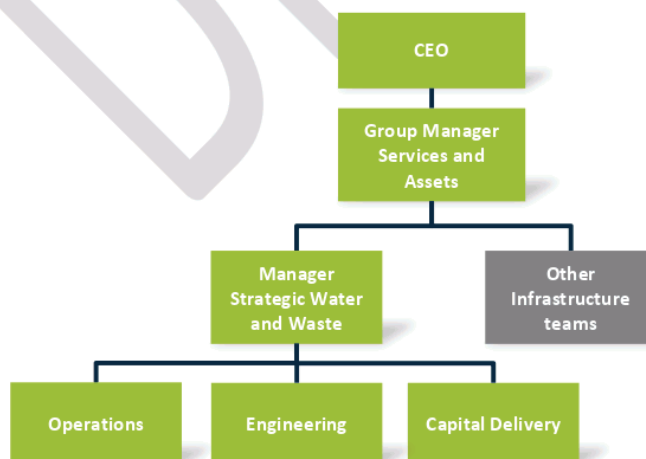 CEO
Group Manager
Services and
Assets
Manager
Strategic Water
and Waste
Other
Infrastructure
teams
Operations
Engineering
Capital Delivery